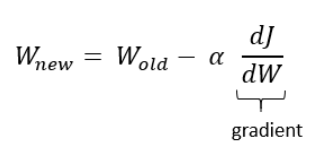 W_new = W_old − α dJ/dW
gradient